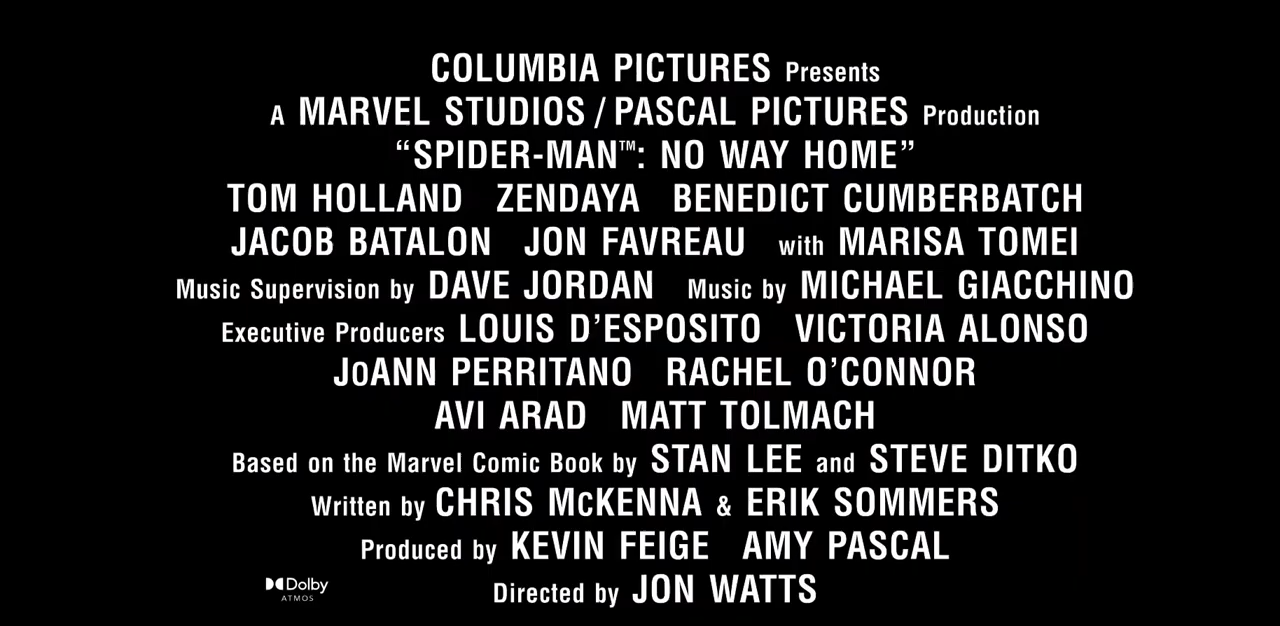 COLUMBIA PICTURES Presents
A MARVEL STUDIOS / PASCAL PICTURES Production
“SPIDER-MAN™: NO WAY HOME”
TOM HOLLAND ZENDAYA BENEDICT CUMBERBATCH
JACOB BATALON JON FAVREAU with MARISA TOMEI
Music Supervision by DAVE JORDAN Music by MICHAEL GIACCHINO
Executive Producers LOUIS D’ESPOSITO VICTORIA ALONSO
JoANN PERRITANO RACHEL O’CONNOR
AVI ARAD MATT TOLMACH
Based on the Marvel Comic Book by STAN LEE and STEVE DITKO
Written by CHRIS McKENNA & ERIK SOMMERS
Produced by KEVIN FEIGE AMY PASCAL
Directed by JON WATTS
Dolby
ATMOS